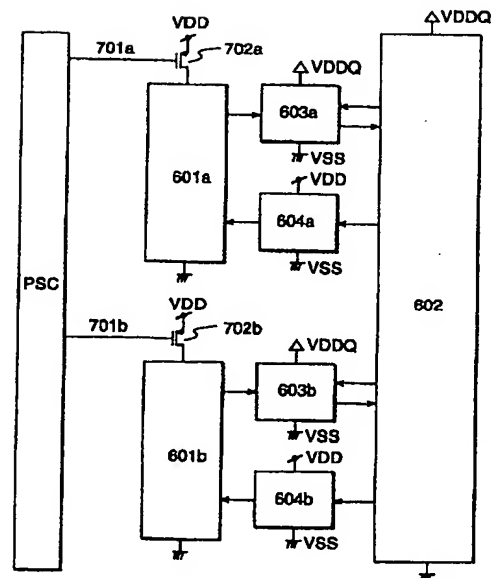 VDD
701a
702a
VDDQ
VDDQ
603a
VSS
VDD
601a
604a
VSS
PSC
602
VDD
701b
702b
VDDQ
603b
VSS
VDD
601b
604b
VSS